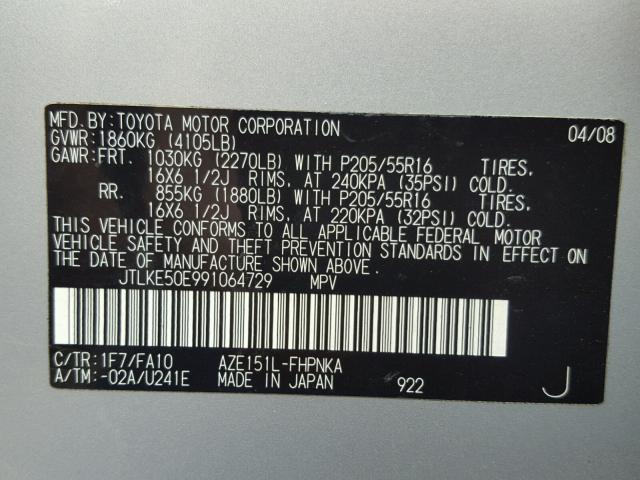 MFD.BY:TOYOTA MOTOR CORPORATION 04/08
GVWR:1860KG (4105LB)
GAWR:FRT. 1030KG (2270LB) WITH P205/55R16 TIRES,
16X6 1/2J RIMS, AT 240KPA (35PSI) COLD.
RR. 855KG (1880LB) WITH P205/55R16 TIRES,
16X6 1/2J RIMS, AT 220KPA (32PSI) COLD.
THIS VEHICLE CONFORMS TO ALL APPLICABLE FEDERAL MOTOR
VEHICLE SAFETY AND THEFT PREVENTION STANDARDS IN EFFECT ON
THE DATE OF MANUFACTURE SHOWN ABOVE.
JTLKE50E991064729 MPV
C/TR:1F7/FA10 AZE151L-FHPNKA
A/TM:-02A/U241E MADE IN JAPAN 922 J